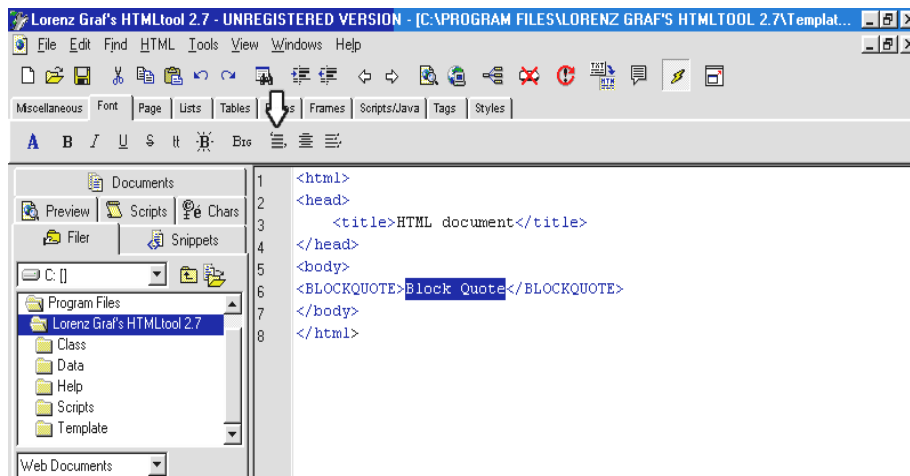 Lorenz Graf's HTMLtool 2.7 - UNREGISTERED VERSION - [C:\PROGRAM FILES\LORENZ GRAF'S HTMLTOOL 2.7\Templat...
File Edit Find HTML Tools View Windows Help
Miscellaneous Font Page Lists Tables Frames Scripts/Java Tags Styles
A B I U S tt B BIG
Documents
Preview Scripts Chars
Filer Snippets
C: []
Program Files
Lorenz Graf's HTMLtool 2.7
Class
Data
Help
Scripts
Template
Web Documents
1 <html>
2 <head>
3 <title>HTML document</title>
4 </head>
5 <body>
6 <BLOCKQUOTE>Block Quote</BLOCKQUOTE>
7 </body>
8 </html>